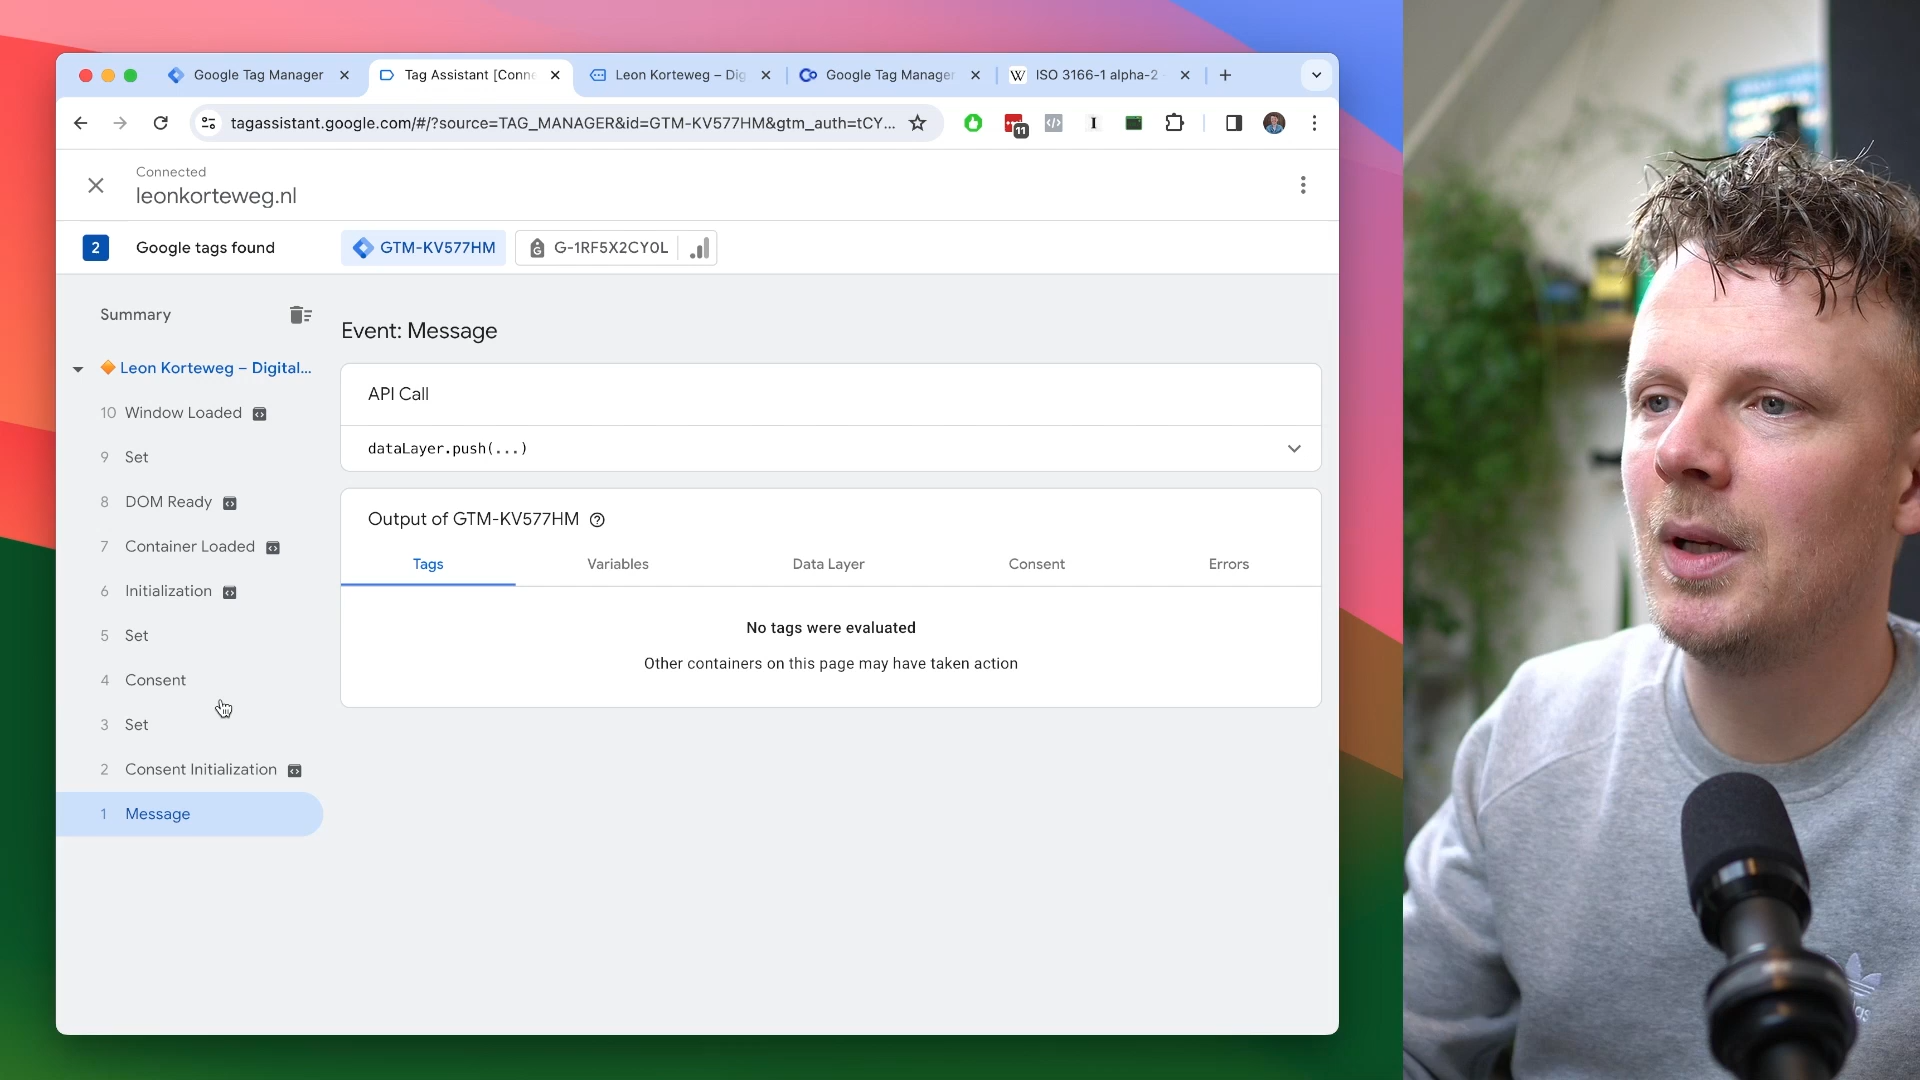 Google Tag Manager
Tag Assistant [Conne
Leon Korteweg – Dig
Google Tag Manager
ISO 3166-1 alpha-2
tagassistant.google.com/#/?source=TAG_MANAGER&id=GTM-KV577HM&gtm_auth=tCY...
11
Connected
leonkorteweg.nl
2
Google tags found
GTM-KV577HM
G-1RF5X2CY0L
Summary
Leon Korteweg – Digital...
10 Window Loaded
9 Set
8 DOM Ready
7 Container Loaded
6 Initialization
5 Set
4 Consent
3 Set
2 Consent Initialization
1 Message
Event: Message
API Call
dataLayer.push(...)
Output of GTM-KV577HM
Tags
Variables
Data Layer
Consent
Errors
No tags were evaluated
Other containers on this page may have taken action